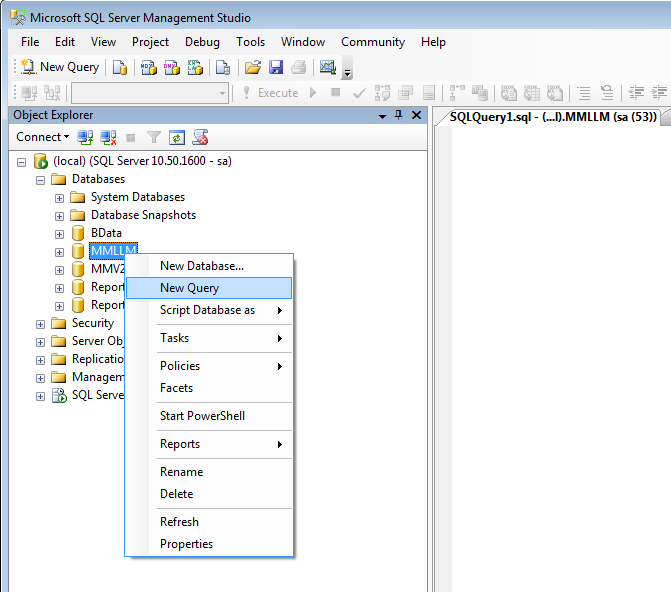 Microsoft SQL Server Management Studio
File Edit View Project Debug Tools Window Community Help
New Query
Execute
Object Explorer
SQLQuery1.sql - (...l).MMLLM (sa (53))
Connect
(local) (SQL Server 10.50.1600 - sa)
Databases
System Databases
Database Snapshots
BData
MMLLM
MMV2
Report
Report
Security
Server Obj
Replicatio
Managem
SQL Serve
New Database...
New Query
Script Database as
Tasks
Policies
Facets
Start PowerShell
Reports
Rename
Delete
Refresh
Properties